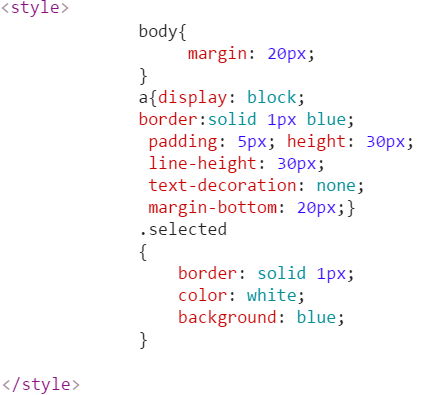 <style>
body{
margin: 20px;
}
a{display: block;
border:solid 1px blue;
padding: 5px; height: 30px;
line-height: 30px;
text-decoration: none;
margin-bottom: 20px;}
.selected
{
border: solid 1px;
color: white;
background: blue;
}
</style>